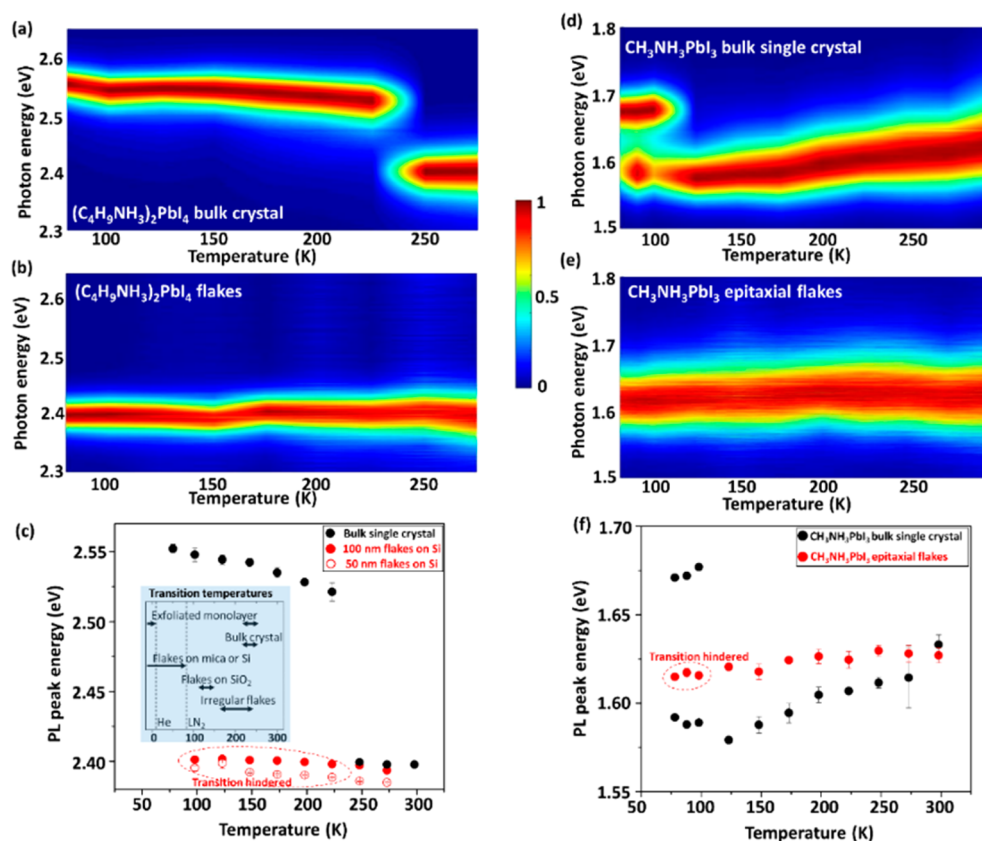 (a)
Photon energy (eV)
2.6
2.5
2.4
2.3
(C4H9NH3)2PbI4 bulk crystal
100
150
200
250
Temperature (K)
(b)
Photon energy (eV)
2.6
2.5
2.4
2.3
(C4H9NH3)2PbI4 flakes
100
150
200
250
Temperature (K)
1
0.5
0
(d)
Photon energy (eV)
1.8
1.7
1.6
1.5
CH3NH3PbI3 bulk single crystal
100
150
200
250
Temperature (K)
(e)
Photon energy (eV)
1.8
1.7
1.6
1.5
CH3NH3PbI3 epitaxial flakes
100
150
200
250
Temperature (K)
(c)
PL peak energy (eV)
2.55
2.50
2.45
2.40
Bulk single crystal
100 nm flakes on Si
50 nm flakes on Si
Transition temperatures
Exfoliated monolayer
Bulk crystal
Flakes on mica or Si
Flakes on SiO2
Irregular flakes
He
LN2
0
100
200
300
Transition hindered
50
75
100
125
150
175
200
225
250
275
300
Temperature (K)
(f)
PL peak energy (eV)
1.70
1.65
1.60
1.55
CH3NH3PbI3 bulk single crystal
CH3NH3PbI3 epitaxial flakes
Transition hindered
50
100
150
200
250
300
Temperature (K)